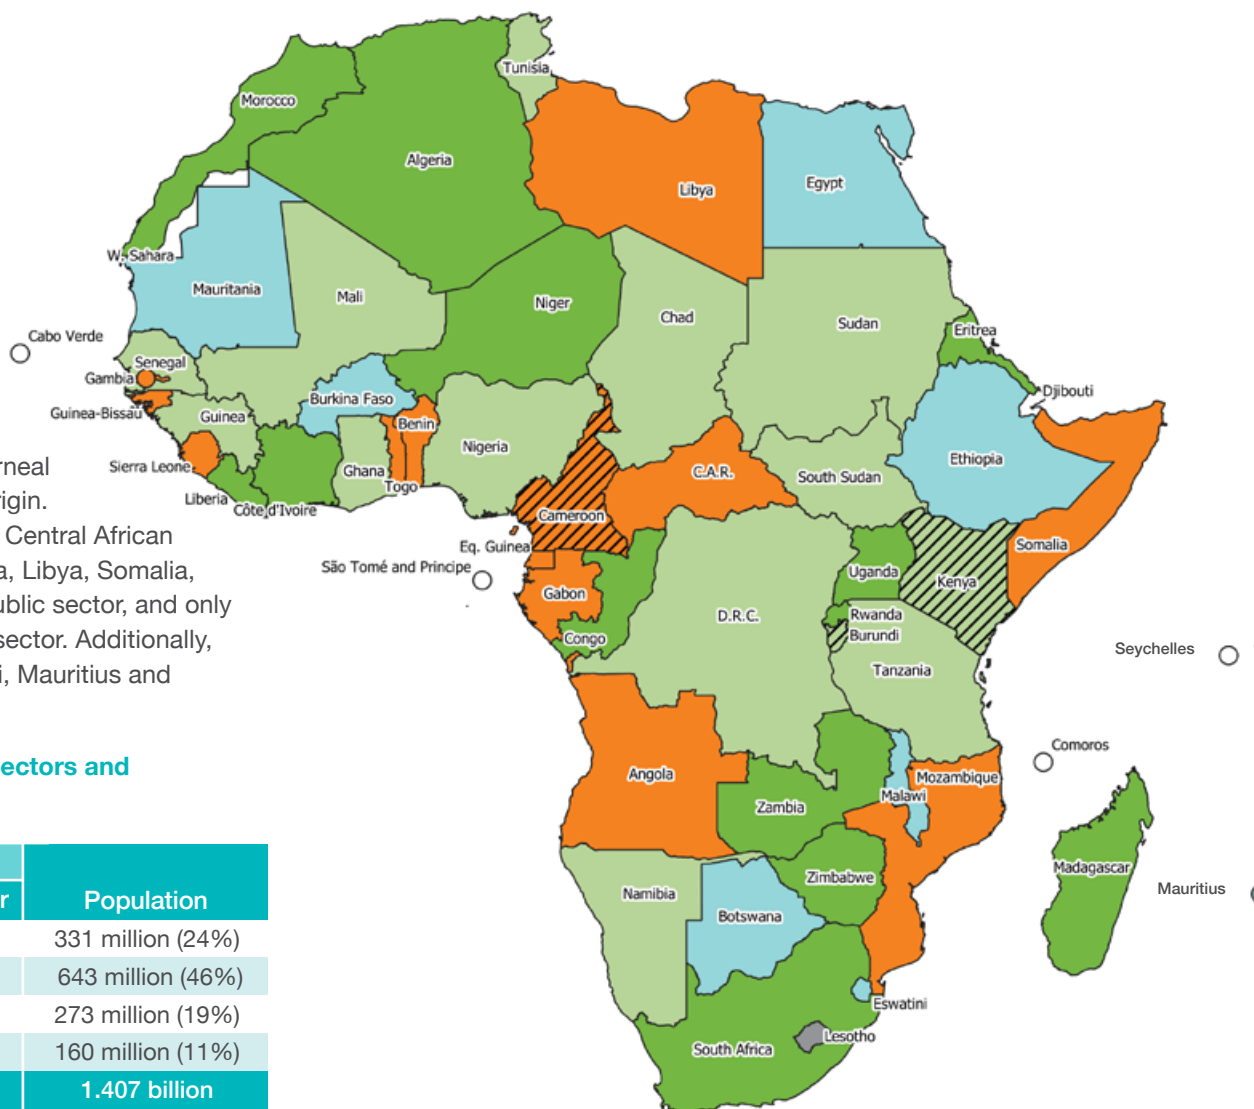 Tunisia
Morocco
Algeria
Libya
Egypt
W. Sahara
Mauritania
Mali
Niger
Chad
Sudan
Eritrea
Cabo Verde
Senegal
Gambia
Djibouti
Guinea-Bissau
Guinea
Burkina Faso
Benin
Nigeria
Ethiopia
Sierra Leone
Ghana
Togo
C.A.R.
South Sudan
Liberia
Côte d'Ivoire
Cameroon
Eq. Guinea
Somalia
São Tomé and Principe
Gabon
Uganda
Kenya
D.R.C.
Rwanda
Burundi
Congo
Tanzania
Seychelles
Comoros
Angola
Zambia
Malawi
Mozambique
Madagascar
Mauritius
Namibia
Zimbabwe
Botswana
Eswatini
Lesotho
South Africa
rneal
rigin.
Central African
a, Libya, Somalia,
ublic sector, and only
sector. Additionally,
i, Mauritius and
ectors and
r
Population
331 million (24%)
643 million (46%)
273 million (19%)
160 million (11%)
1.407 billion